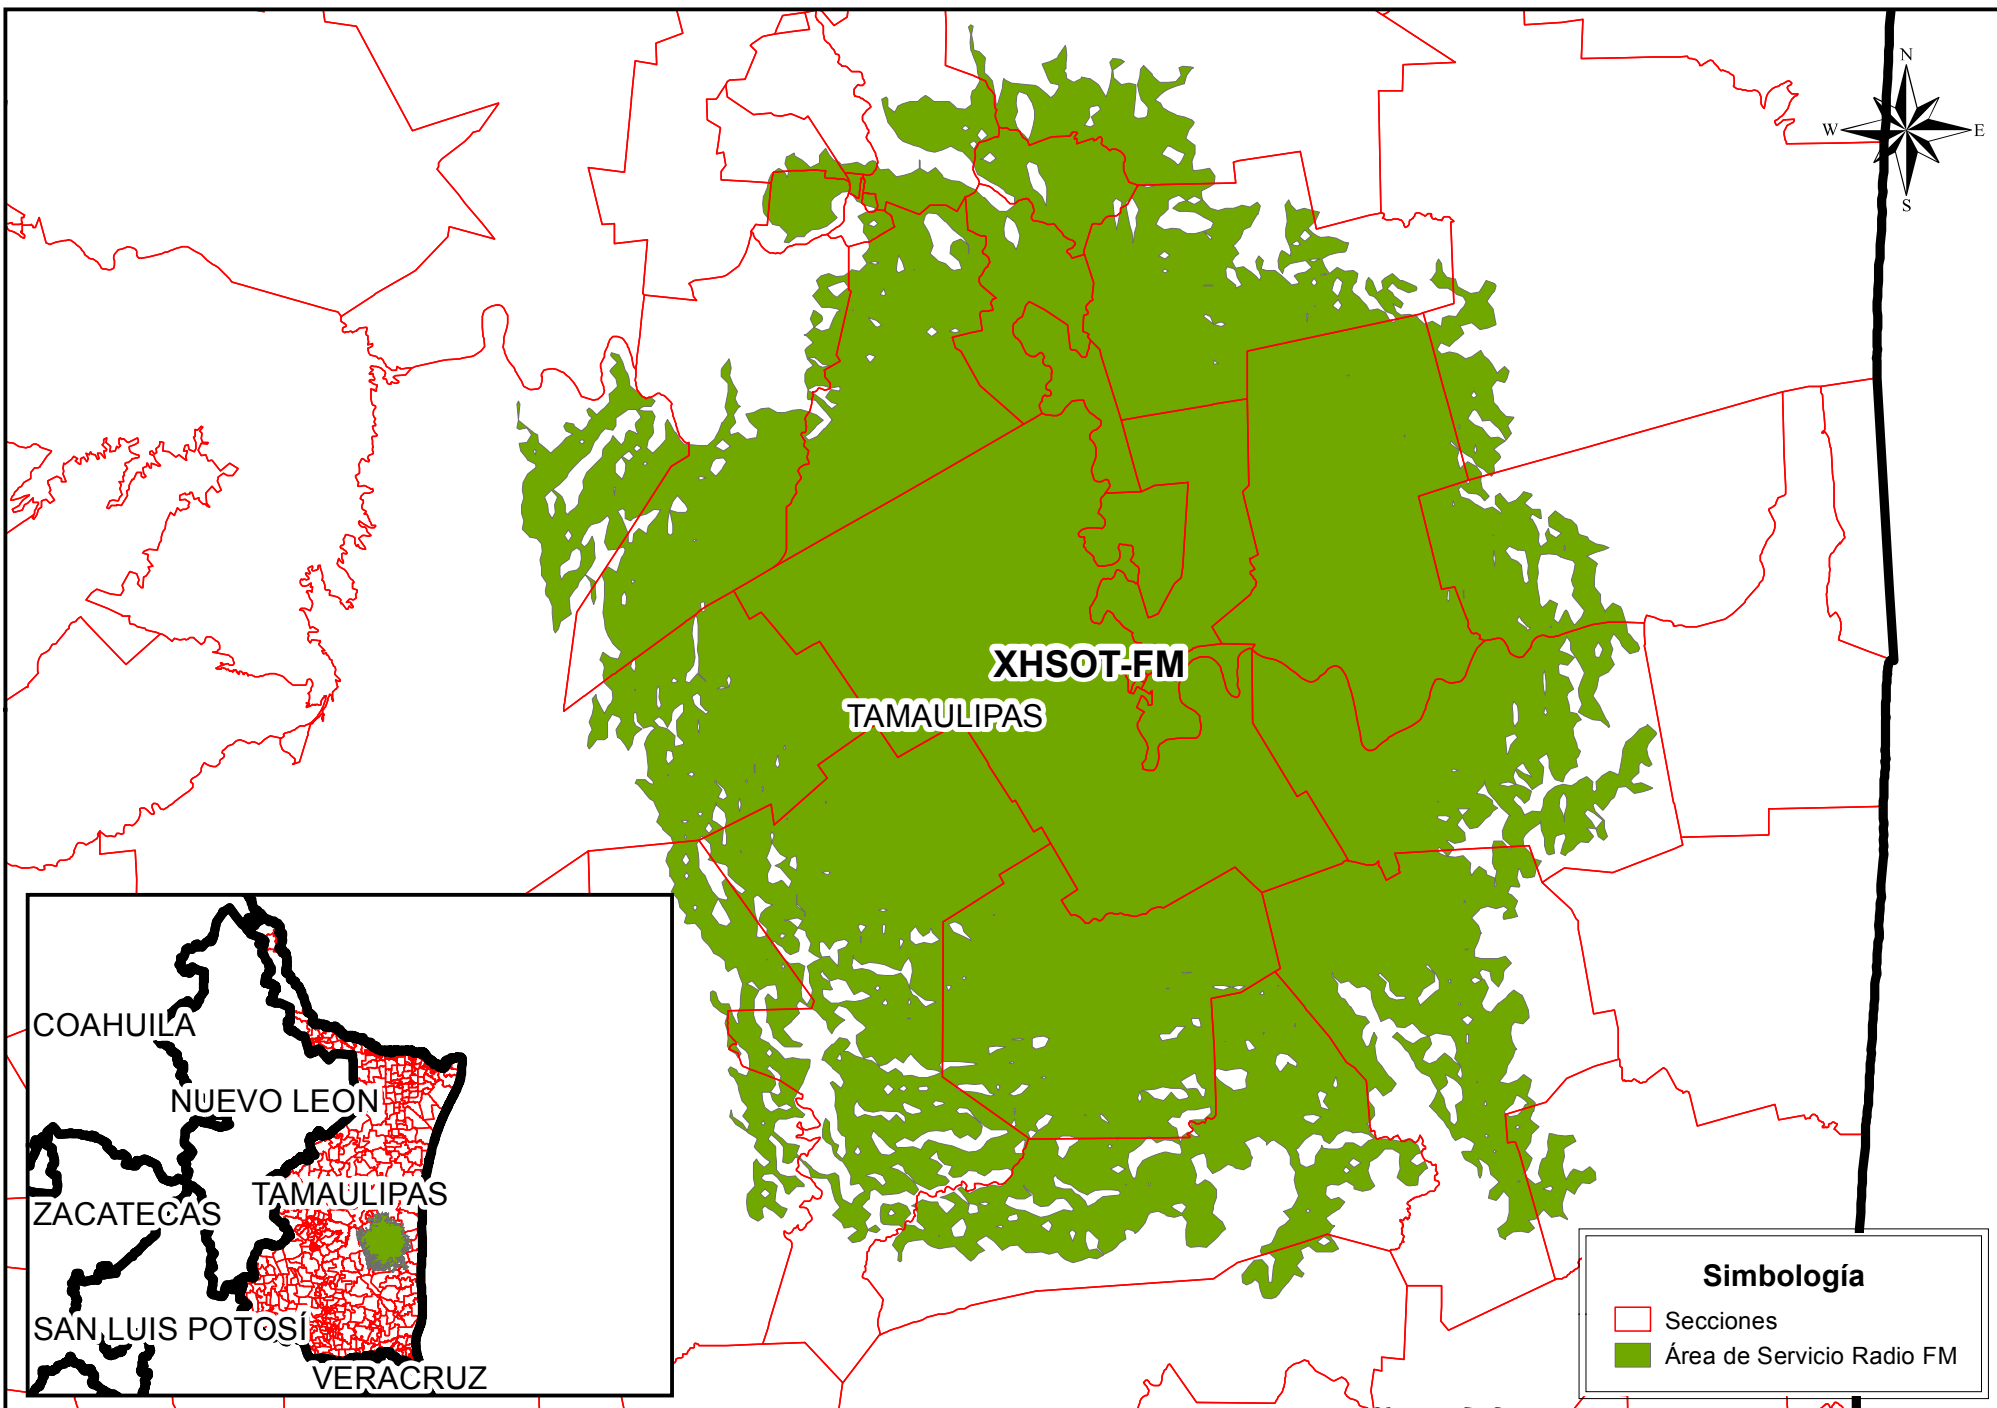 N
W E
S
XHSOT-FM
TAMAULIPAS
COAHUILA
NUEVO LEON
TAMAULIPAS
ZACATECAS
SAN LUIS POTOSÍ
VERACRUZ
Simbología
Secciones
Área de Servicio Radio FM